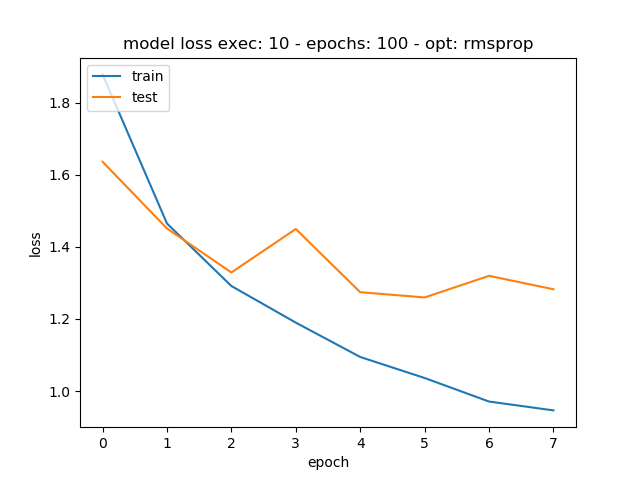 model loss exec: 10 - epochs: 100 - opt: rmsprop
train
test
1.8
1.6
1.4
1.2
1.0
loss
0 1 2 3 4 5 6 7
epoch